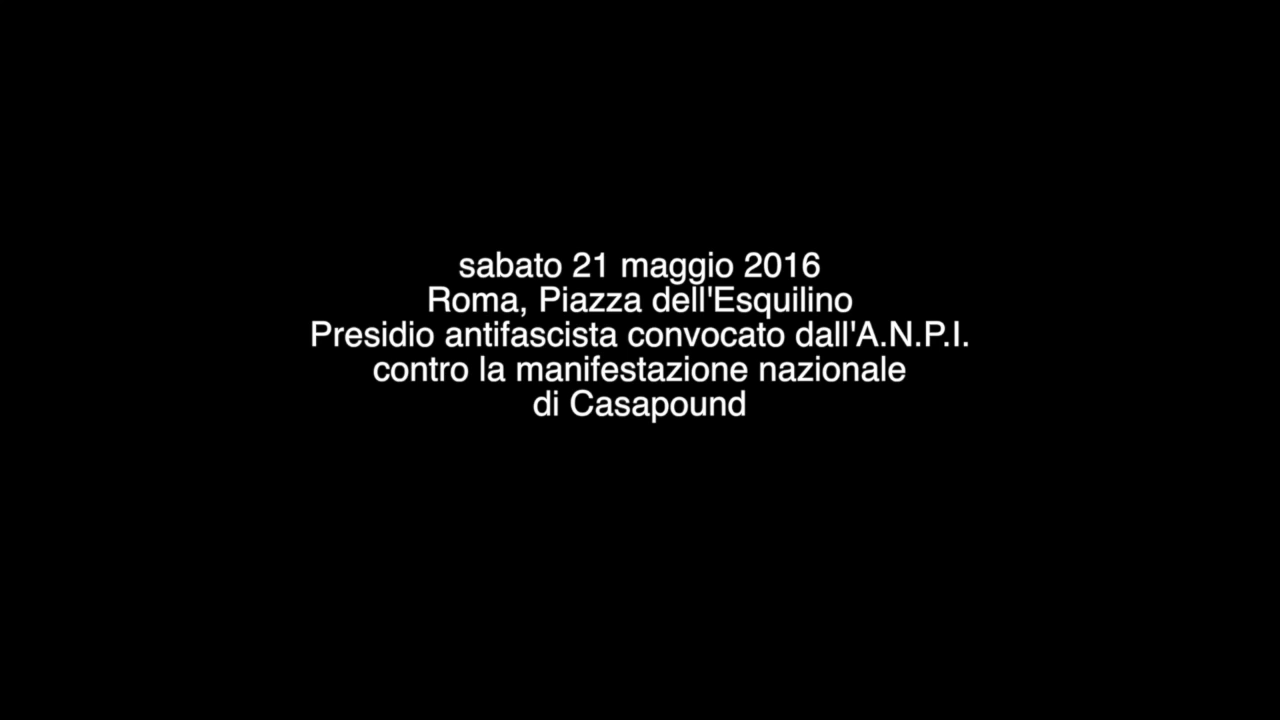 sabato 21 maggio 2016
Roma, Piazza dell'Esquilino
Presidio antifascista convocato dall'A.N.P.I.
contro la manifestazione nazionale
di Casapound